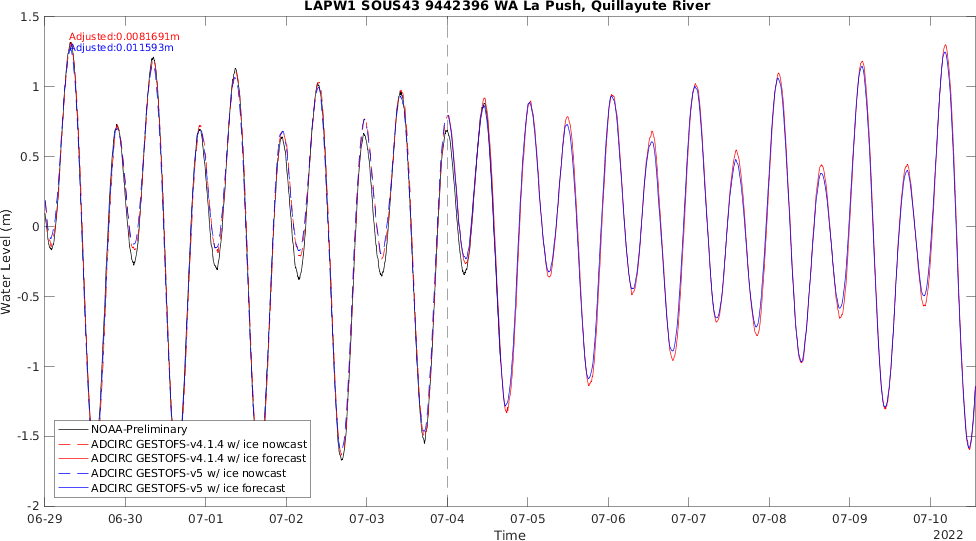 LAPW1 SOUS43 9442396 WA La Push, Quillayute River
Adjusted:0.0081691m
Adjusted:0.011593m
Water Level (m)
1.5
1
0.5
0
-0.5
-1
-1.5
-2
NOAA-Preliminary
ADCIRC GESTOFS-v4.1.4 w/ ice nowcast
ADCIRC GESTOFS-v4.1.4 w/ ice forecast
ADCIRC GESTOFS-v5 w/ ice nowcast
ADCIRC GESTOFS-v5 w/ ice forecast
06-29 06-30 07-01 07-02 07-03 07-04 07-05 07-06 07-07 07-08 07-09 07-10
Time
2022